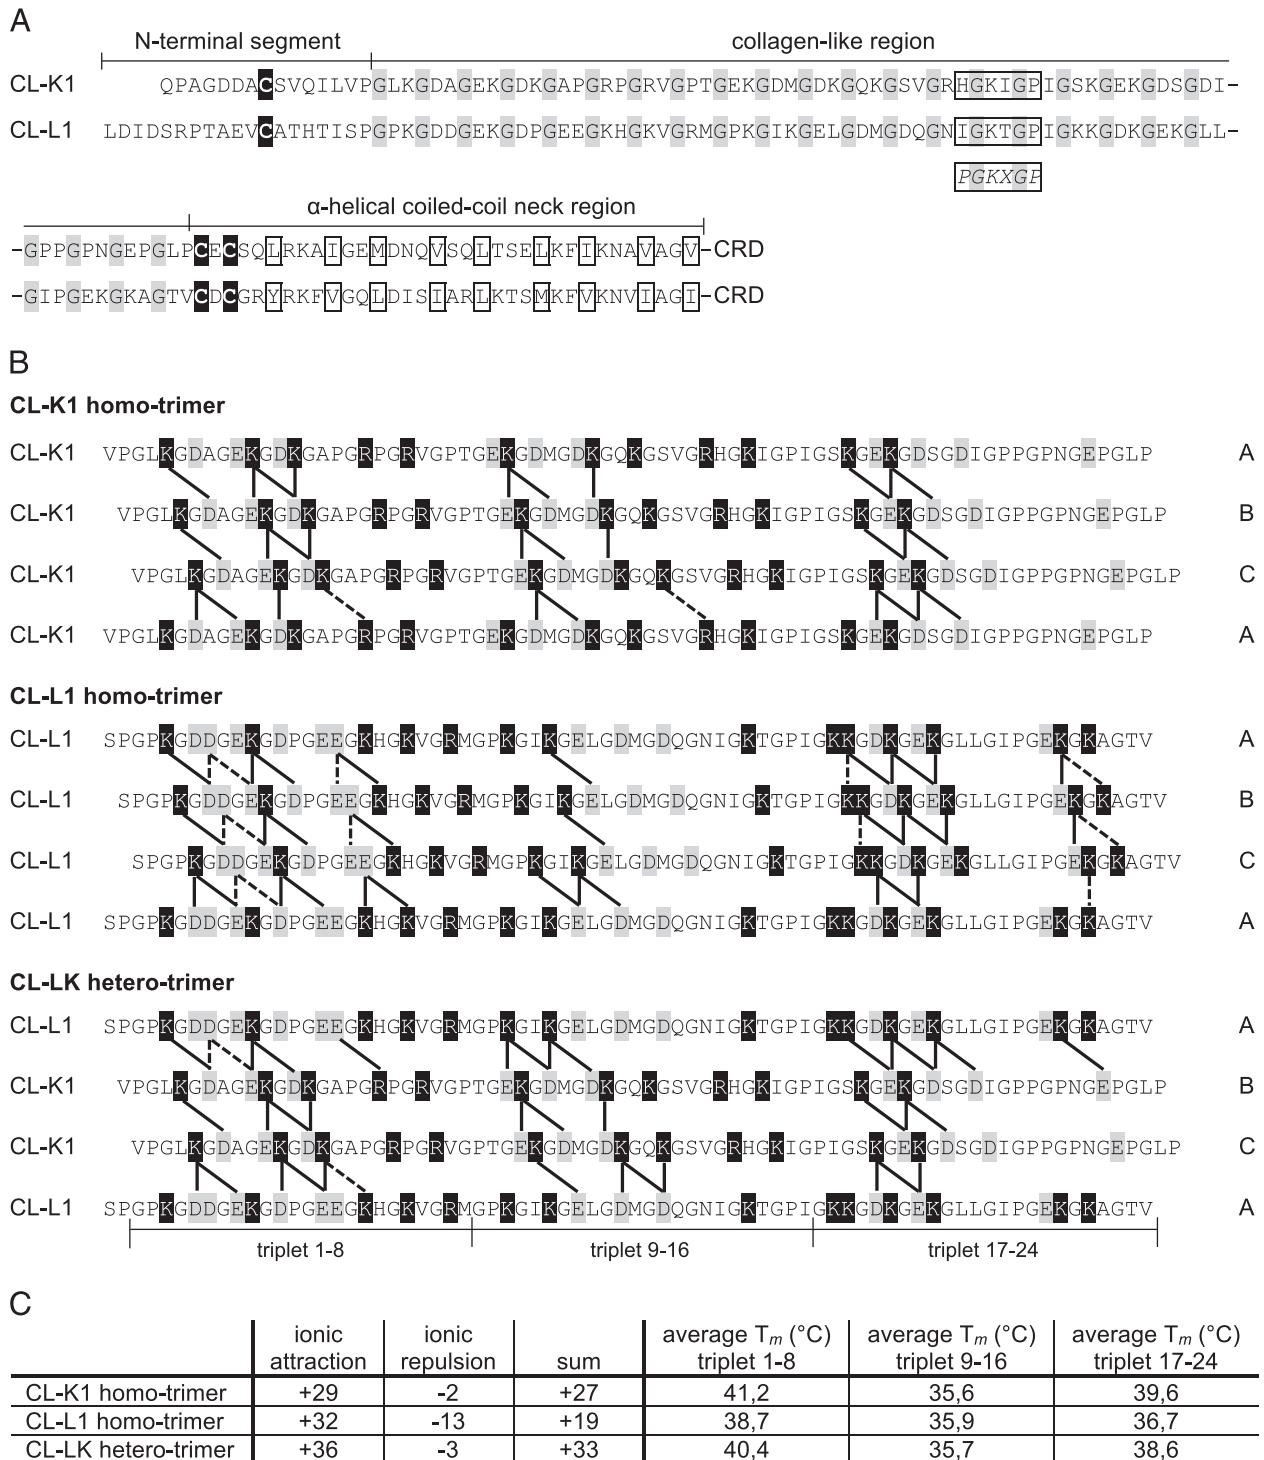 A
N-terminal segment collagen-like region
CL-K1 QPAGDDACSVQILVPGLKGDAGEKGDKGAPGRPGRVGPTGEKGDMGDKGQKGSVGRHGKIGPIGSKGEKGDSGDI–
CL-L1 LDIDSRPTAEVCATHTISPGPKGDDGEKGDPGEEGKHGKVGRMGPKGIKGELGDMGDQGNIGKTGPIGKKGDKGEKGLL–
PGKXGP
α-helical coiled-coil neck region
–GPPGPNGEPGLPCECSQLRKAIGEMDNQVSQLTSELKFIKNAVAGV–CRD
–GIPGEKGKAGTVCDCGRYRKFVGQLDISIARLKTSMKFVKNVIAGI–CRD
B
CL-K1 homo-trimer
CL-K1 VPGLKGDAGEKGDKGAPGRPGRVGPTGEKGDMGDKGQKGSVGRHGKIGPIGSKGEKGDSGDIGPPGPNGEPGLP A
CL-K1 VPGLKGDAGEKGDKGAPGRPGRVGPTGEKGDMGDKGQKGSVGRHGKIGPIGSKGEKGDSGDIGPPGPNGEPGLP B
CL-K1 VPGLKGDAGEKGDKGAPGRPGRVGPTGEKGDMGDKGQKGSVGRHGKIGPIGSKGEKGDSGDIGPPGPNGEPGLP C
CL-K1 VPGLKGDAGEKGDKGAPGRPGRVGPTGEKGDMGDKGQKGSVGRHGKIGPIGSKGEKGDSGDIGPPGPNGEPGLP A
CL-L1 homo-trimer
CL-L1 SPGPKGDDGEKGDPGEEGKHGKVGRMGPKGIKGELGDMGDQGNIGKTGPIGKKGDKGEKGLLGIPGEKGKAGTV A
CL-L1 SPGPKGDDGEKGDPGEEGKHGKVGRMGPKGIKGELGDMGDQGNIGKTGPIGKKGDKGEKGLLGIPGEKGKAGTV B
CL-L1 SPGPKGDDGEKGDPGEEGKHGKVGRMGPKGIKGELGDMGDQGNIGKTGPIGKKGDKGEKGLLGIPGEKGKAGTV C
CL-L1 SPGPKGDDGEKGDPGEEGKHGKVGRMGPKGIKGELGDMGDQGNIGKTGPIGKKGDKGEKGLLGIPGEKGKAGTV A
CL-LK hetero-trimer
CL-L1 SPGPKGDDGEKGDPGEEGKHGKVGRMGPKGIKGELGDMGDQGNIGKTGPIGKKGDKGEKGLLGIPGEKGKAGTV A
CL-K1 VPGLKGDAGEKGDKGAPGRPGRVGPTGEKGDMGDKGQKGSVGRHGKIGPIGSKGEKGDSGDIGPPGPNGEPGLP B
CL-K1 VPGLKGDAGEKGDKGAPGRPGRVGPTGEKGDMGDKGQKGSVGRHGKIGPIGSKGEKGDSGDIGPPGPNGEPGLP C
CL-L1 SPGPKGDDGEKGDPGEEGKHGKVGRMGPKGIKGELGDMGDQGNIGKTGPIGKKGDKGEKGLLGIPGEKGKAGTV A
triplet 1-8 triplet 9-16 triplet 17-24
C
ionic ionic average Tm (°C) average Tm (°C) average Tm (°C)
attraction repulsion sum triplet 1-8 triplet 9-16 triplet 17-24
CL-K1 homo-trimer +29 -2 +27 41,2 35,6 39,6
CL-L1 homo-trimer +32 -13 +19 38,7 35,9 36,7
CL-LK hetero-trimer +36 -3 +33 40,4 35,7 38,6